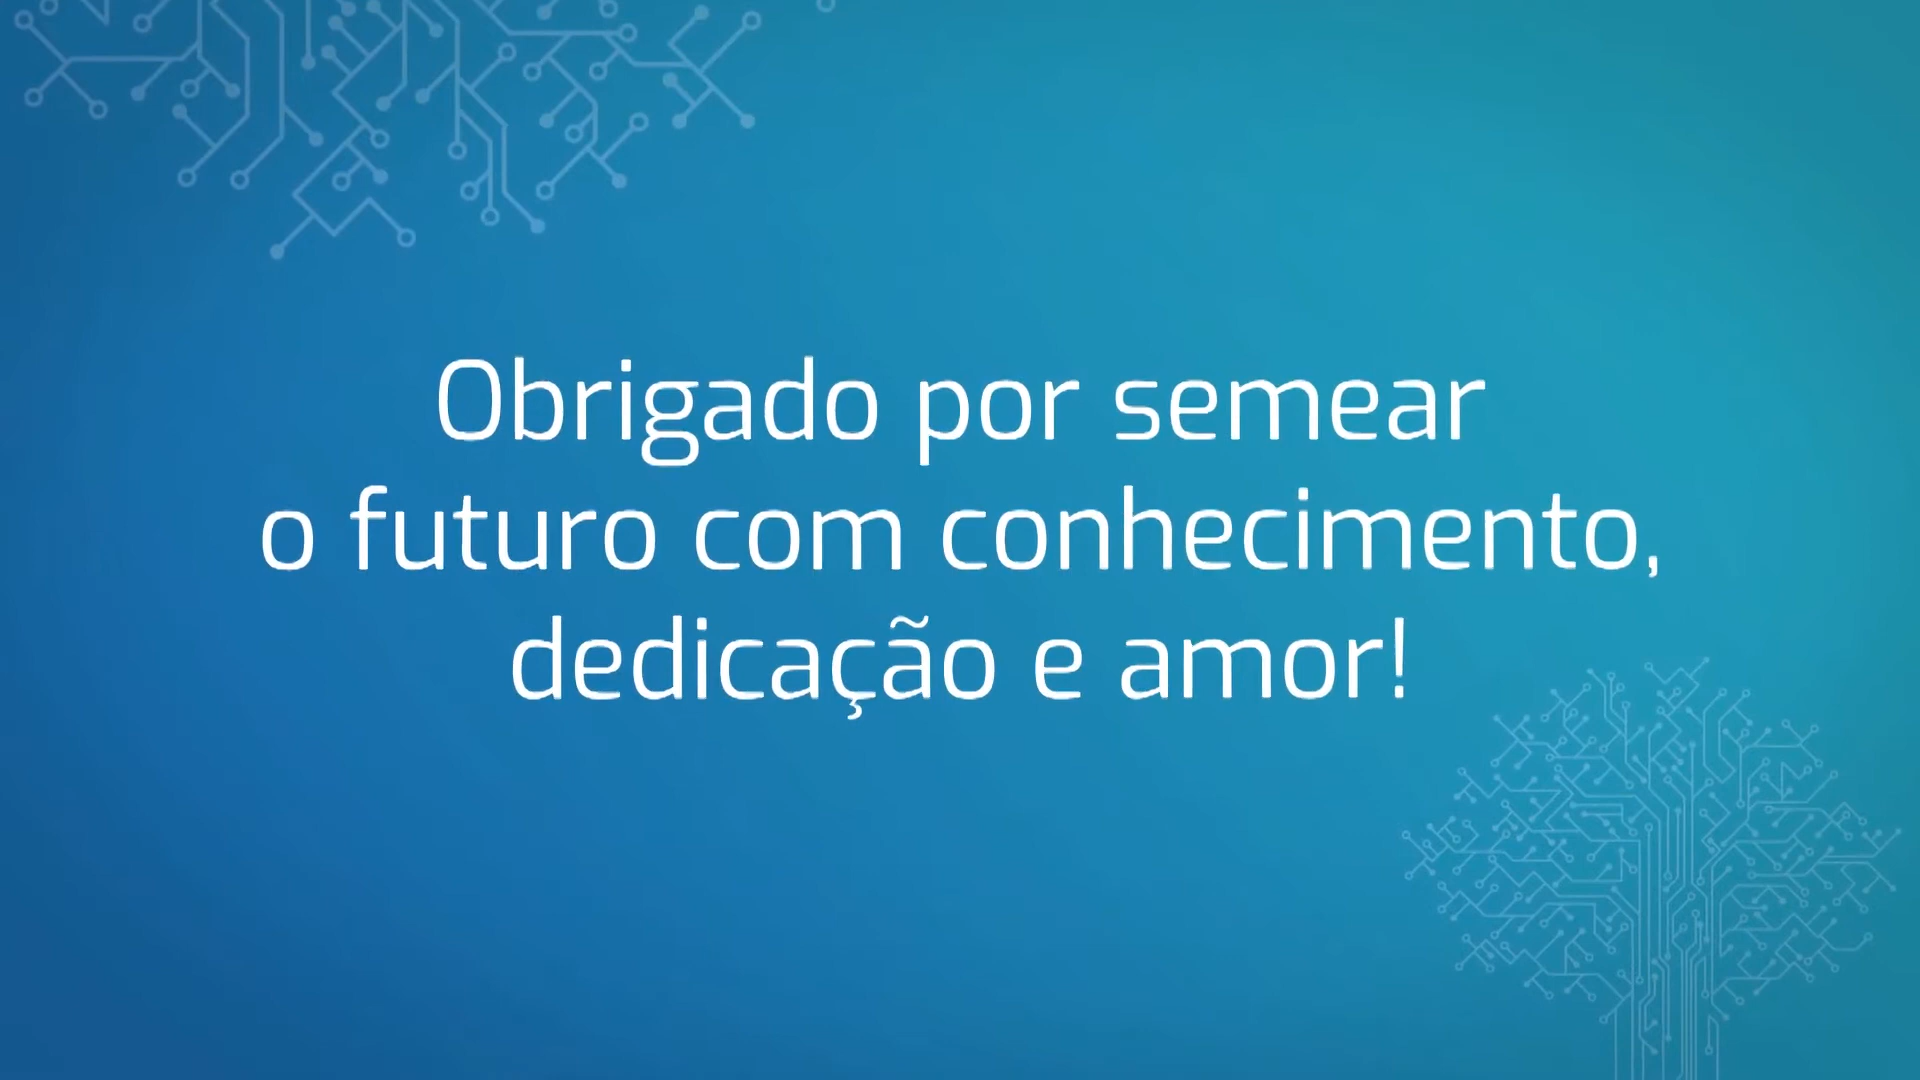 Obrigado por semear
o futuro com conhecimento,
dedicação e amor!